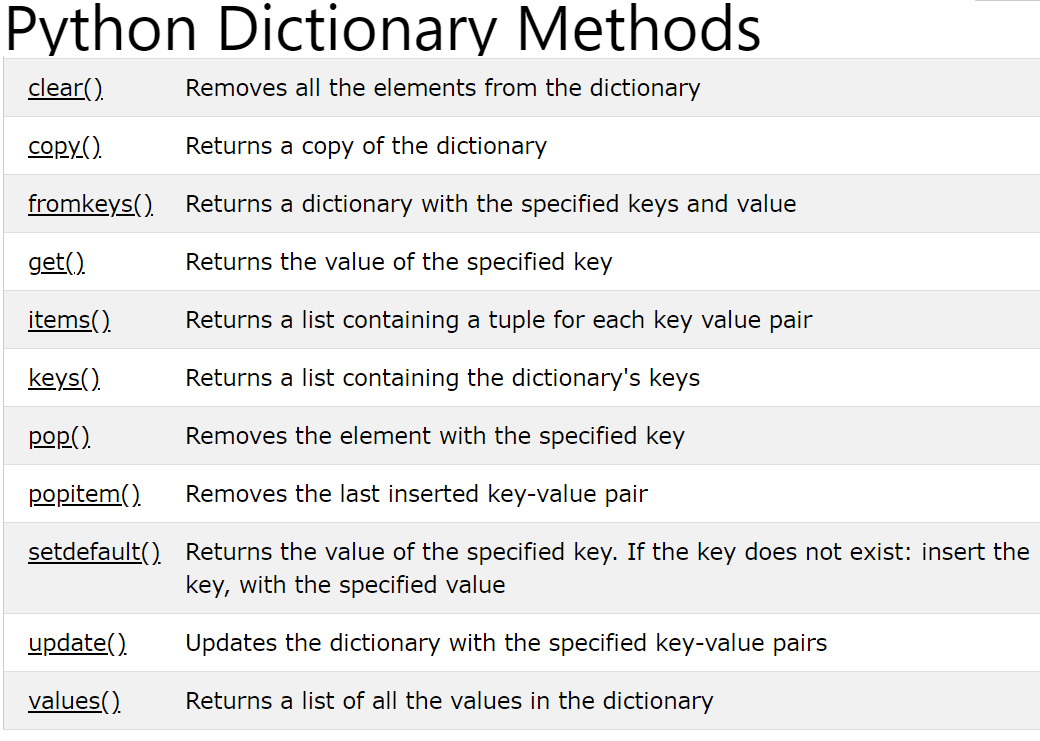 Python Dictionary Methods
clear() Removes all the elements from the dictionary
copy() Returns a copy of the dictionary
fromkeys() Returns a dictionary with the specified keys and value
get() Returns the value of the specified key
items() Returns a list containing a tuple for each key value pair
keys() Returns a list containing the dictionary's keys
pop() Removes the element with the specified key
popitem() Removes the last inserted key-value pair
setdefault() Returns the value of the specified key. If the key does not exist: insert the
key, with the specified value
update() Updates the dictionary with the specified key-value pairs
values() Returns a list of all the values in the dictionary